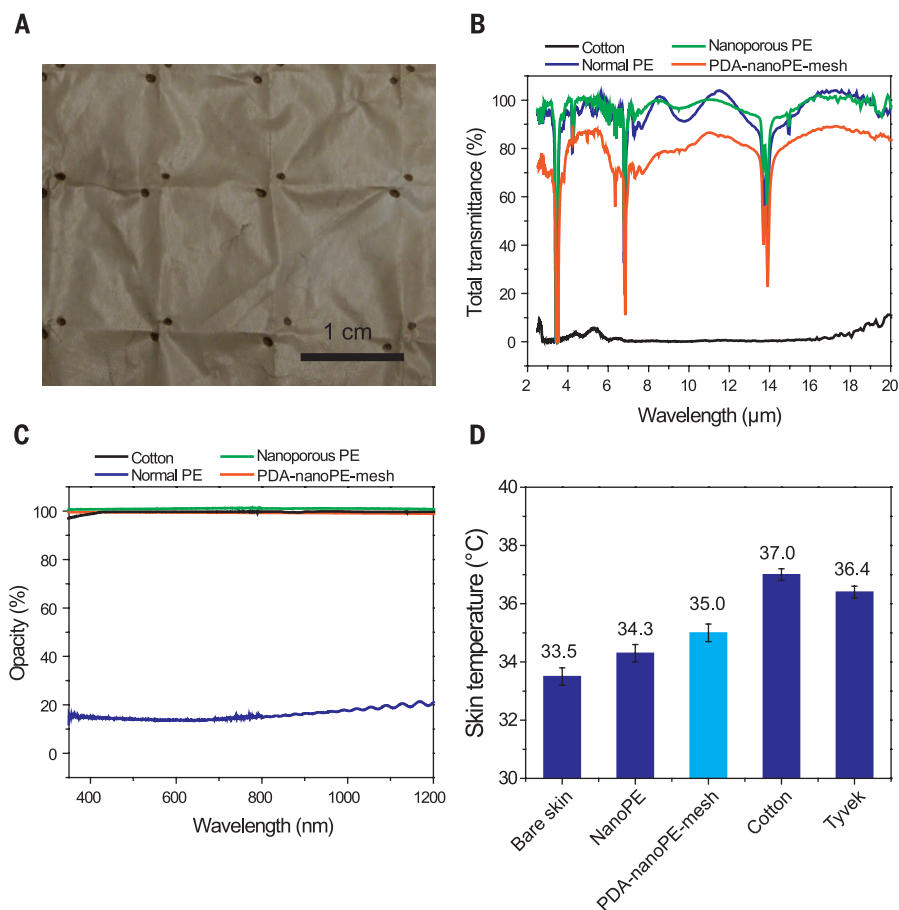 A
1 cm
B
Cotton
Nanoporous PE
Normal PE
PDA-nanoPE-mesh
100
80
60
40
20
0
Total transmittance (%)
2 4 6 8 10 12 14 16 18 20
Wavelength (µm)
C
Cotton
Nanoporous PE
Normal PE
PDA-nanoPE-mesh
100
80
60
40
20
0
Opacity (%)
400 600 800 1000 1200
Wavelength (nm)
D
40
38
36
34
32
30
Skin temperature (°C)
33.5
34.3
35.0
37.0
36.4
Bare skin
NanoPE
PDA-nanoPE-mesh
Cotton
Tyvek